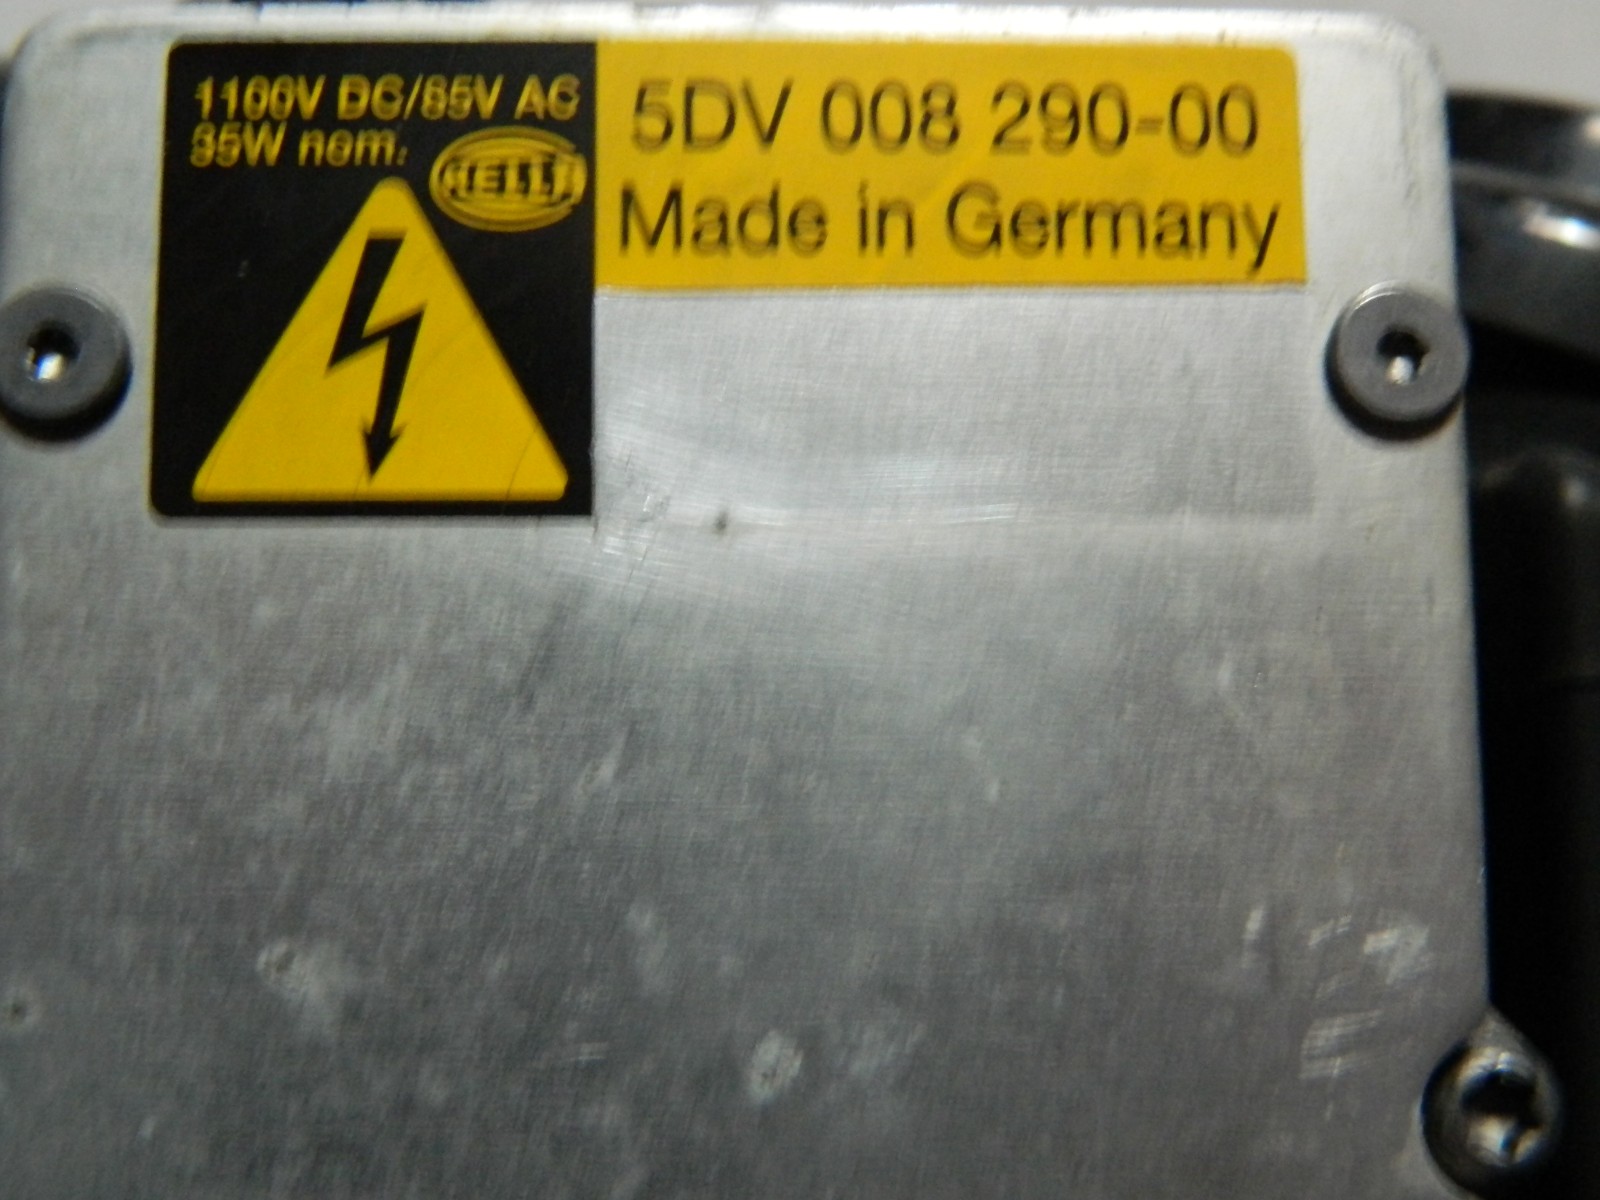 1100V DC/85V AC
35W nom.
HELLA
5DV 008 290-00
Made in Germany